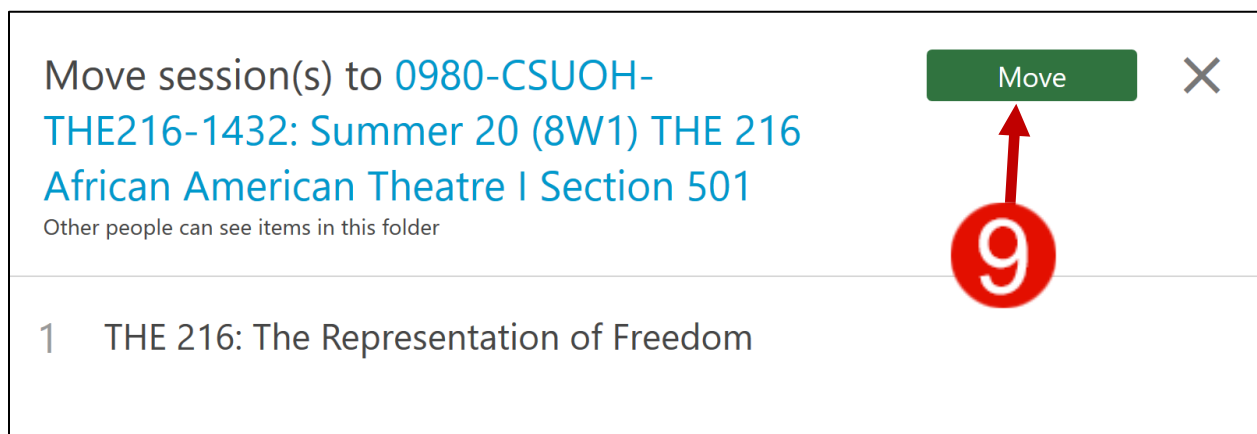 Move session(s) to 0980-CSUOH-
THE216-1432: Summer 20 (8W1) THE 216
African American Theatre I Section 501
Other people can see items in this folder
Move
9
1 THE 216: The Representation of Freedom